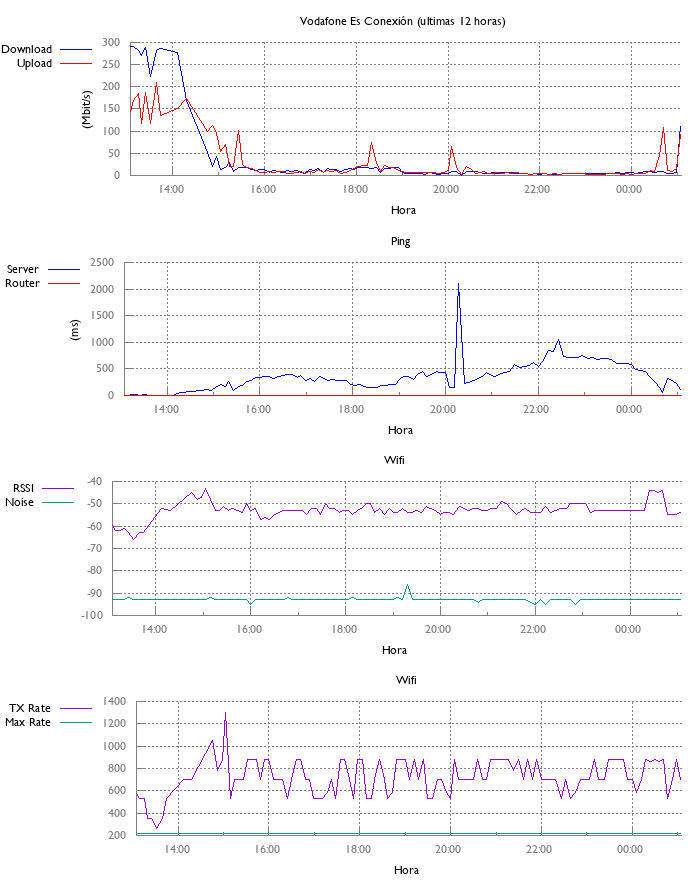 Vodafone Es Conexión (ultimas 12 horas)
Download
Upload
(Mbit/s)
300
250
200
150
100
50
0
14:00 16:00 18:00 20:00 22:00 00:00
Hora
Ping
Server
Router
(ms)
2500
2000
1500
1000
500
0
14:00 16:00 18:00 20:00 22:00 00:00
Hora
Wifi
RSSI
Noise
-40
-50
-60
-70
-80
-90
-100
14:00 16:00 18:00 20:00 22:00 00:00
Hora
Wifi
TX Rate
Max Rate
1400
1200
1000
800
600
400
200
14:00 16:00 18:00 20:00 22:00 00:00
Hora